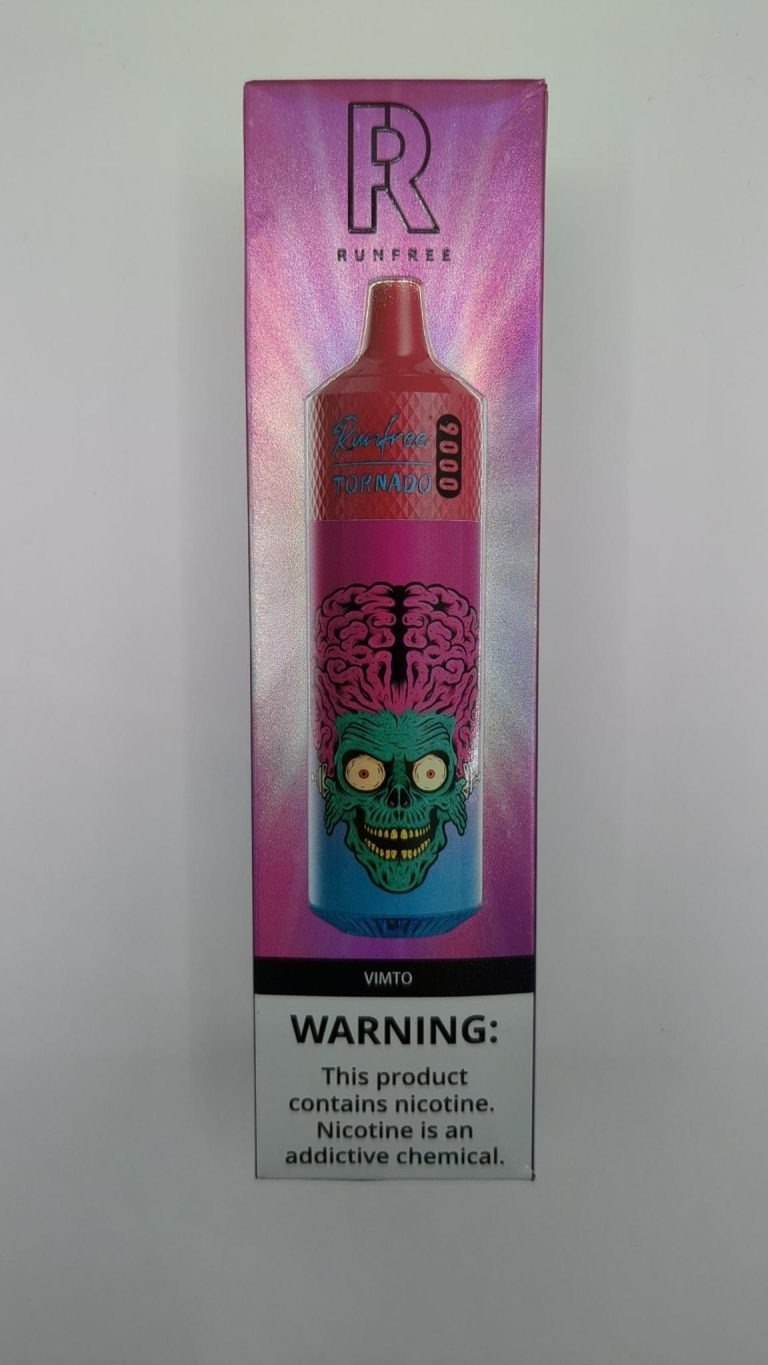 R
RUNFREE
Runfree
TORNADO
9000
VIMTO
WARNING:
This product
contains nicotine.
Nicotine is an
addictive chemical.